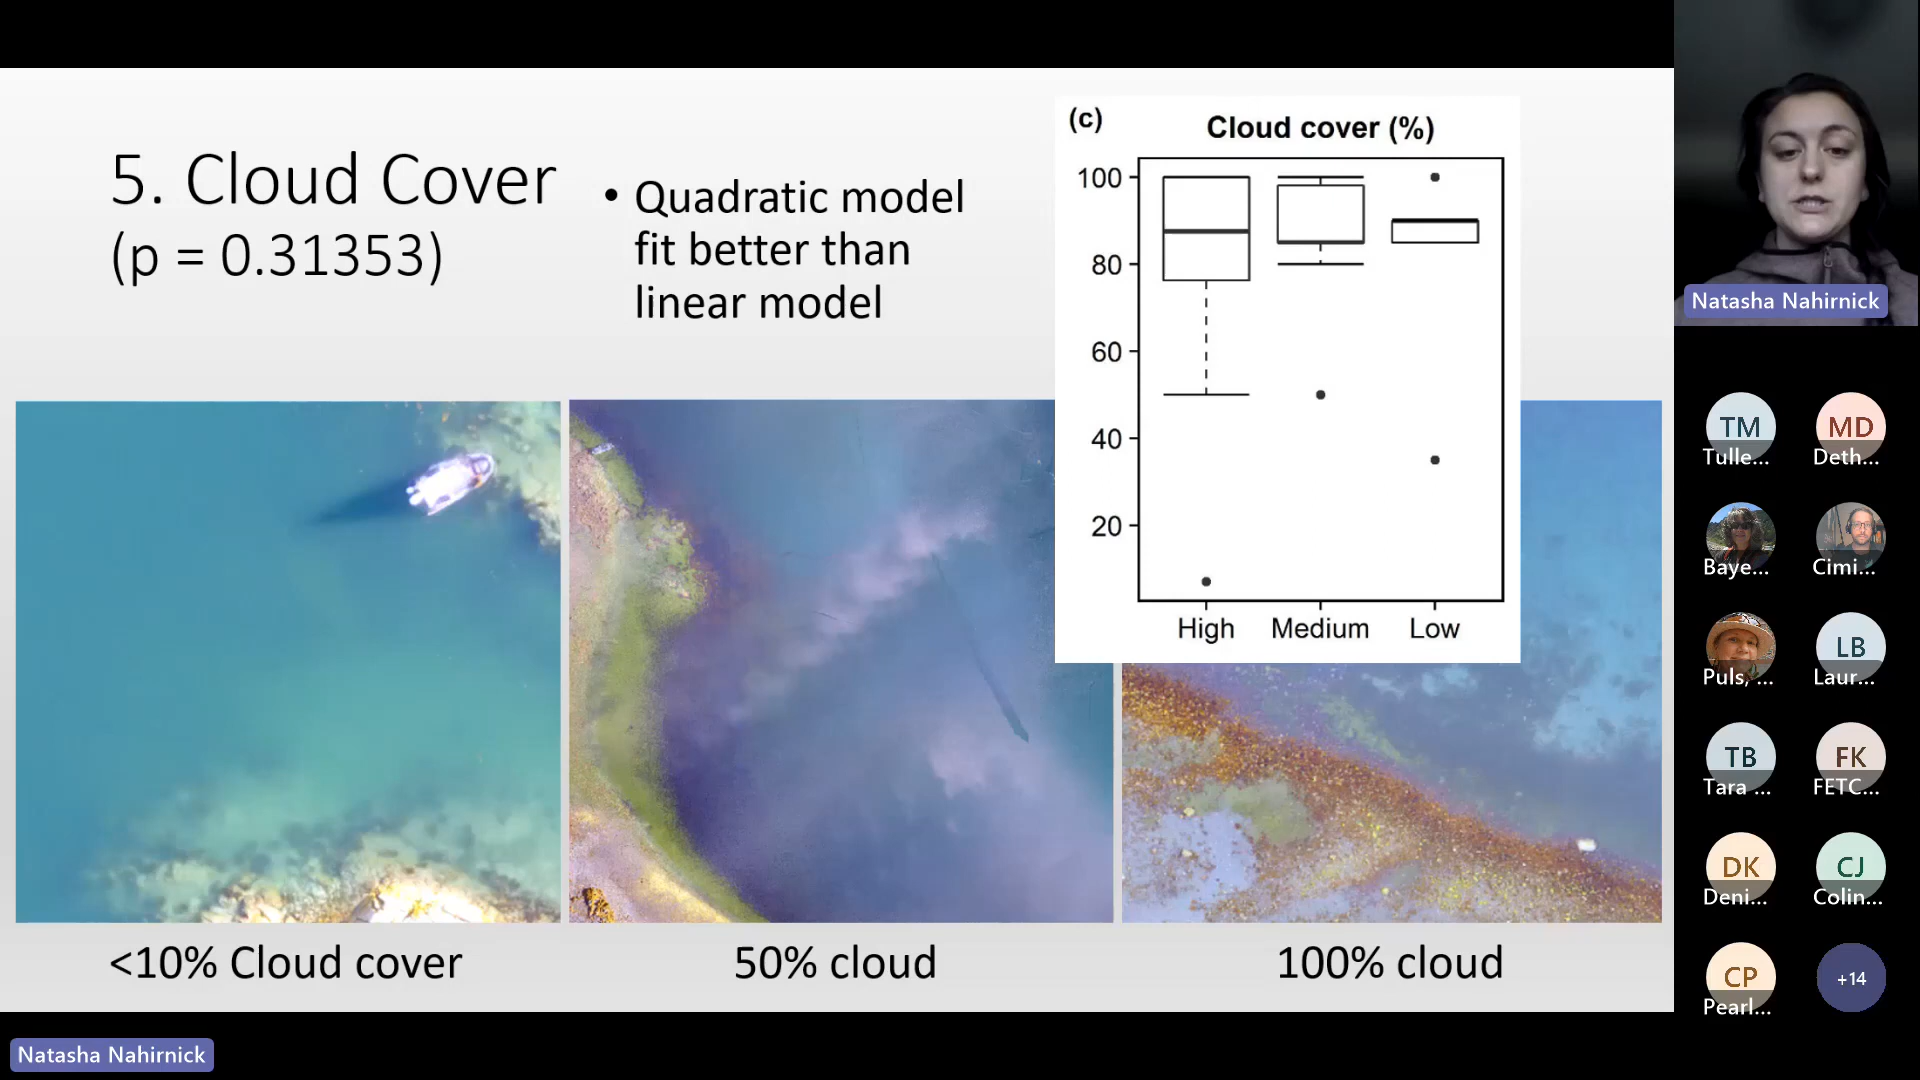 5. Cloud Cover
(p = 0.31353)
• Quadratic model
fit better than
linear model
(c)
Cloud cover (%)
100
80
60
40
20
High Medium Low
<10% Cloud cover
50% cloud
100% cloud
Natasha Nahirnick
TM MD
Tulle... Deth...
Baye... Cimi...
LB
Puls, ... Laur...
TB FK
Tara ... FETC...
DK CJ
Deni... Colin...
CP +14
Pearl...
Natasha Nahirnick